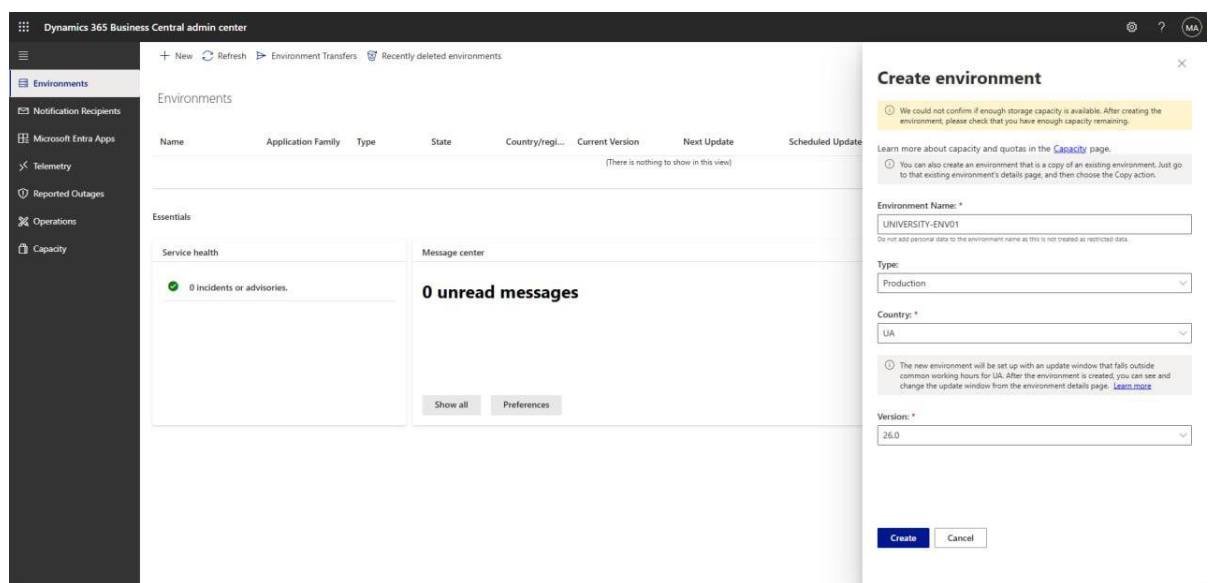 Dynamics 365 Business Central admin center
? MA
Environments
Notification Recipients
Microsoft Entra Apps
Telemetry
Reported Outages
Operations
Capacity
New Refresh Environment Transfers Recently deleted environments
Environments
Name Application Family Type State Country/regi... Current Version Next Update Scheduled Update
(There is nothing to show in this view)
Essentials
Service health
0 incidents or advisories.
Message center
0 unread messages
Show all Preferences
Create environment
We could not confirm if enough storage capacity is available. After creating the
environment, please check that you have enough capacity remaining.
Learn more about capacity and quotas in the Capacity page.
You can also create an environment that is a copy of an existing environment. Just go
to that existing environment's details page, and then choose the Copy action.
Environment Name: *
UNIVERSITY-ENV01
Do not add personal data to the environment name as this is not treated as restricted data.
Type:
Production
Country: *
UA
The new environment will be set up with an update window that falls outside
common working hours for UA. After the environment is created, you can see and
change the update window from the environment details page. Learn more
Version: *
26.0
Create Cancel